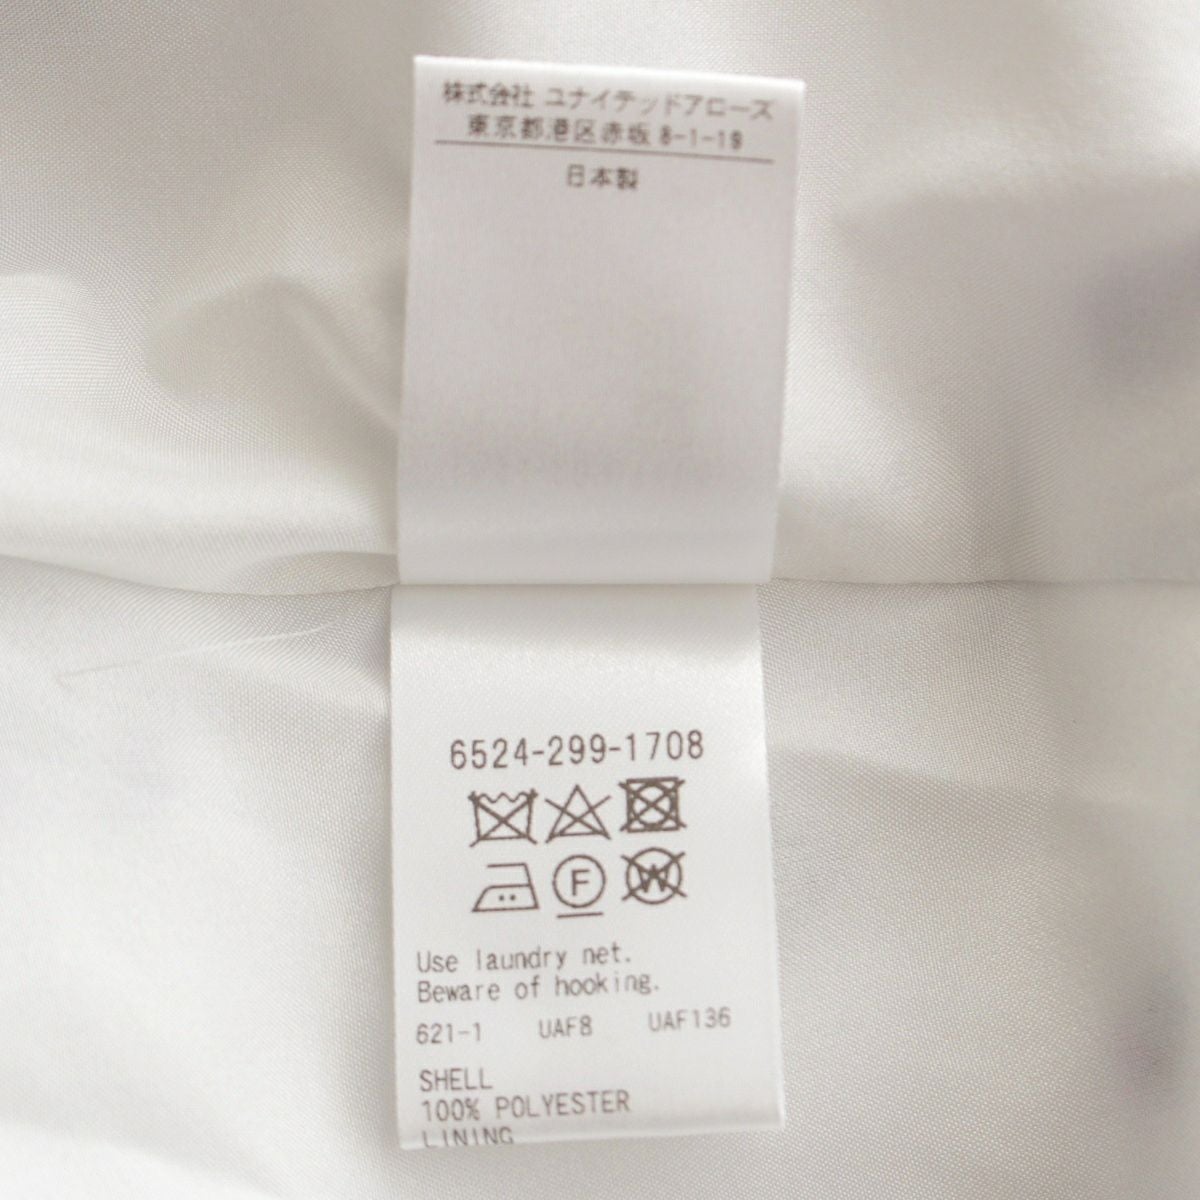 株式会社 ユナイテッドアローズ
東京都港区赤坂 8-1-19
日本製
6524-299-1708
F
W
Use laundry net.
Beware of hooking.
621-1 UAF8 UAF136
SHELL
100% POLYESTER
LINING